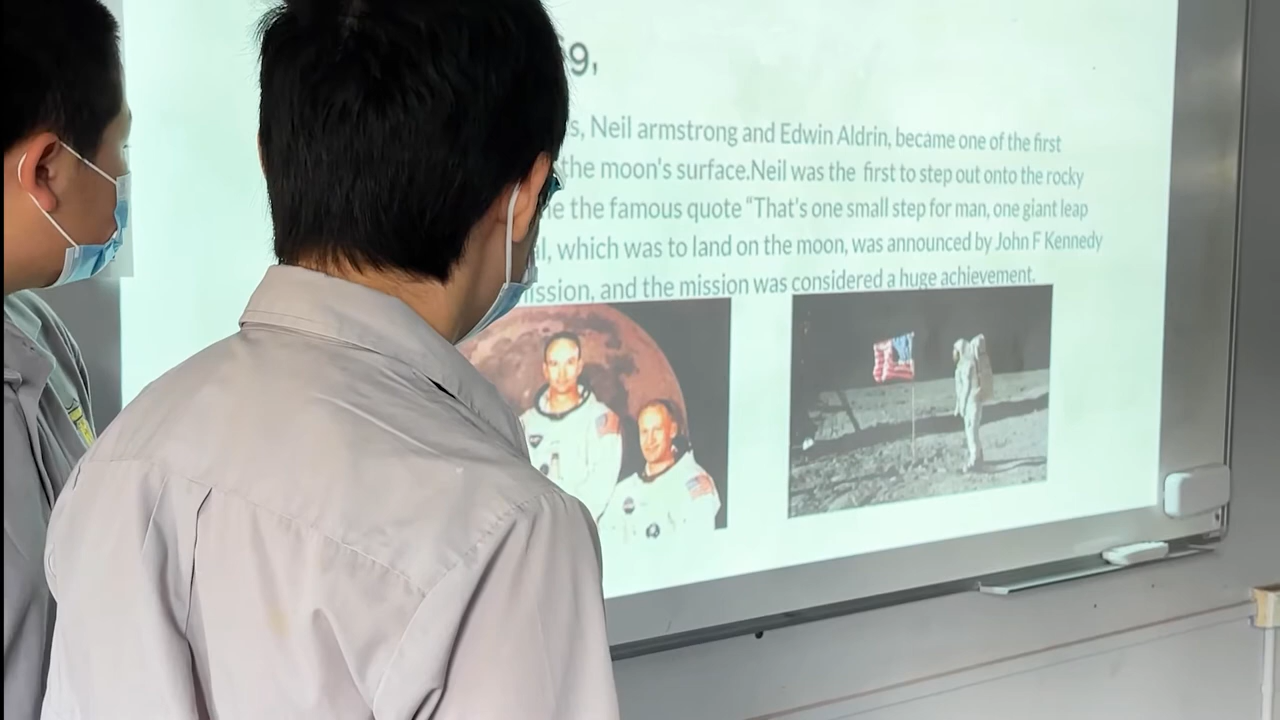 9,
Neil armstrong and Edwin Aldrin, became one of the first
the moon's surface.Neil was the first to step out onto the rocky
the famous quote “That's one small step for man, one giant leap
which was to land on the moon, was announced by John F Kennedy
and the mission was considered a huge achievement.